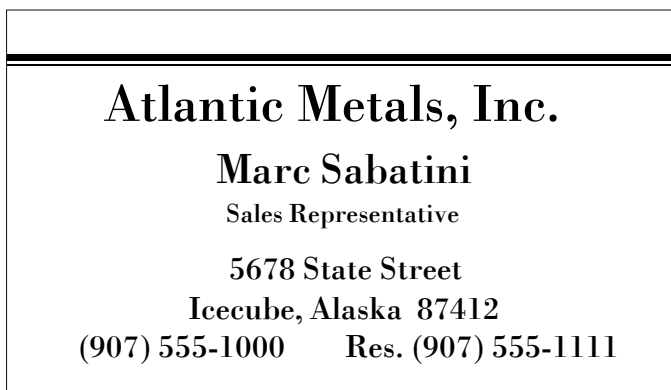 Atlantic Metals, Inc.
Marc Sabatini
Sales Representative
5678 State Street
Icecube, Alaska 87412
(907) 555-1000 Res. (907) 555-1111